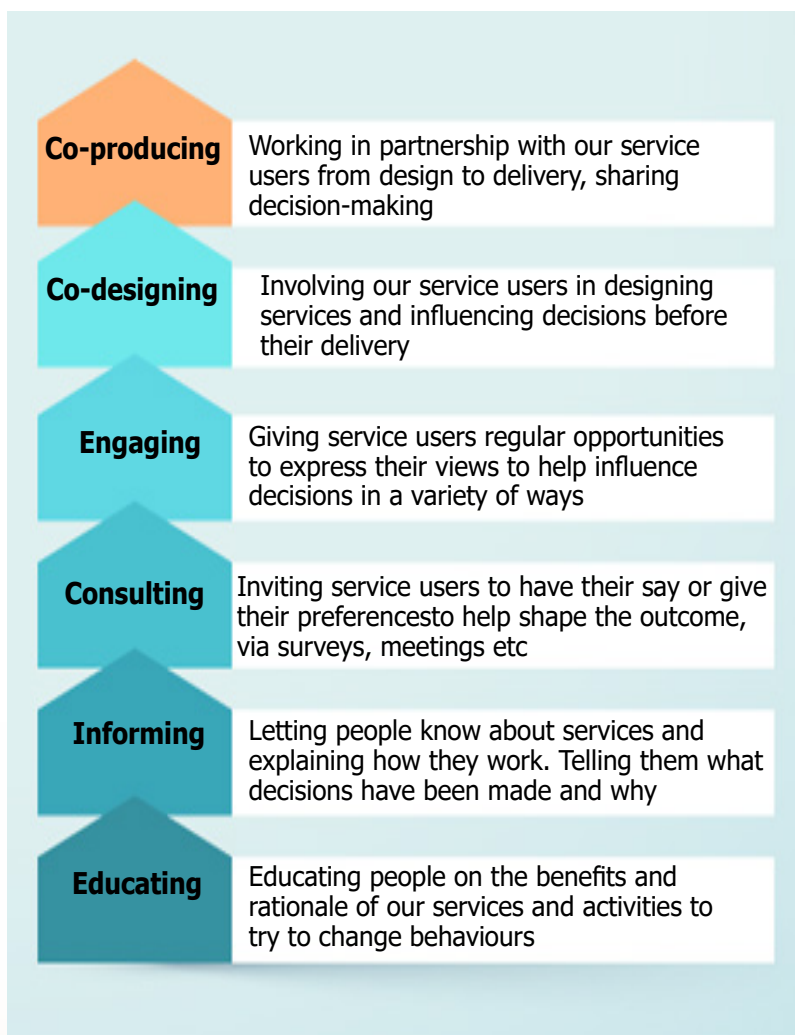 Co-producing
Working in partnership with our service
users from design to delivery, sharing
decision-making
Co-designing
Involving our service users in designing
services and influencing decisions before
their delivery
Engaging
Giving service users regular opportunities
to express their views to help influence
decisions in a variety of ways
Consulting
Inviting service users to have their say or give
their preferencesto help shape the outcome,
via surveys, meetings etc
Informing
Letting people know about services and
explaining how they work. Telling them what
decisions have been made and why
Educating
Educating people on the benefits and
rationale of our services and activities to
try to change behaviours